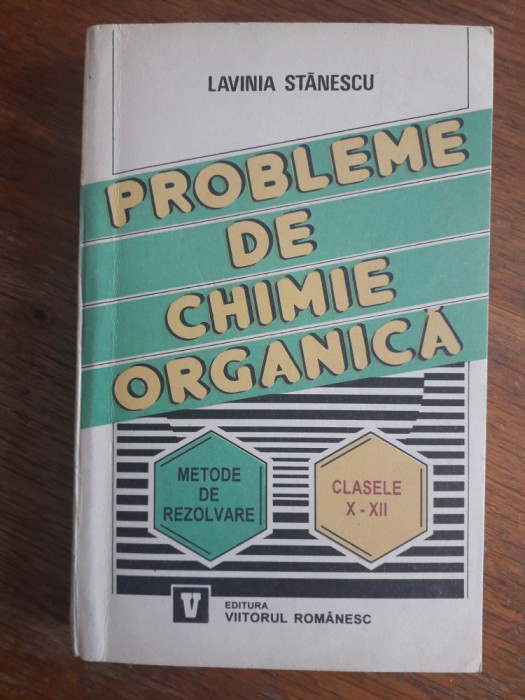 LAVINIA STĂNESCU
PROBLEME
DE
CHIMIE
ORGANICĂ
METODE
DE
REZOLVARE
CLASELE
X - XII
V
EDITURA
VIITORUL ROMÂNESC